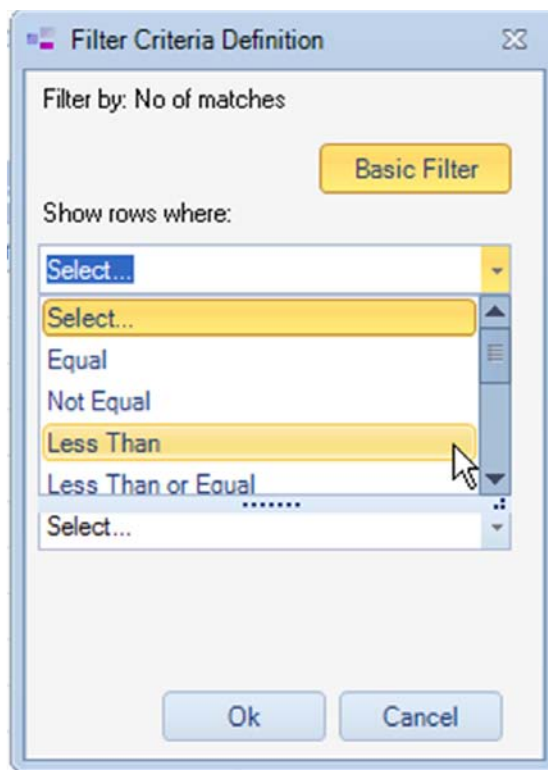 Filter Criteria Definition
Filter by: No of matches
Basic Filter
Show rows where:
Select...
Select...
Equal
Not Equal
Less Than
Less Than or Equal
Select...
Ok
Cancel